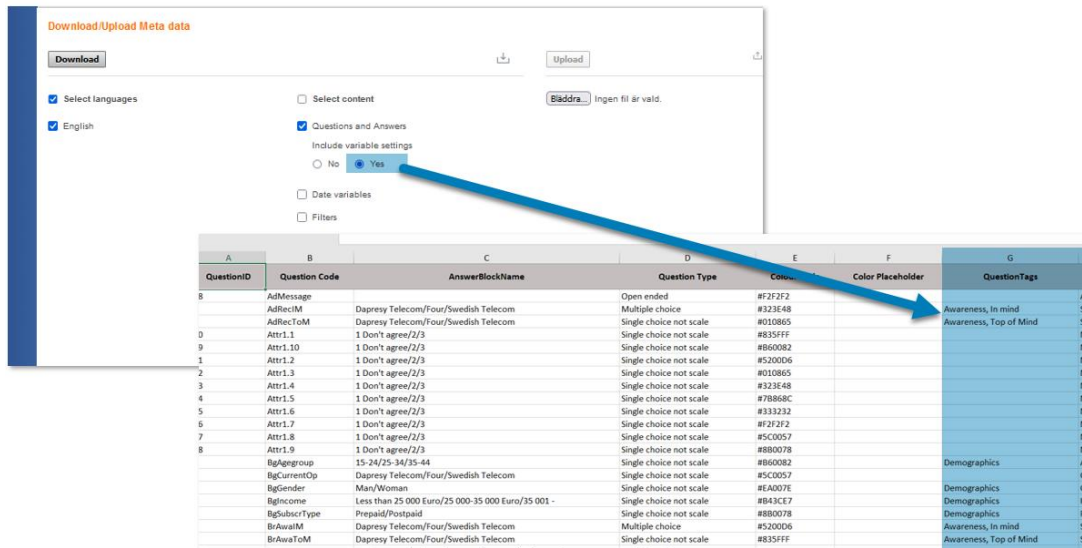 Download/Upload Meta data
Download
Upload
Select languages
Select content
Bläddra... Ingen fil är vald.
English
Questions and Answers
Include variable settings
No Yes
Date variables
Filters
A B C D E F G
QuestionID Question Code AnswerBlockName Question Type Color Placeholder QuestionTags
8 AdMessage Open ended #F2F2F2
AdRecIM Dapresy Telecom/Four/Swedish Telecom Multiple choice #323E48 Awareness, In mind
AdRecToM Dapresy Telecom/Four/Swedish Telecom Single choice not scale #010865 Awareness, Top of Mind
0 Attr1.1 1 Don't agree/2/3 Single choice not scale #835FFF
9 Attr1.10 1 Don't agree/2/3 Single choice not scale #B60082
1 Attr1.2 1 Don't agree/2/3 Single choice not scale #5200D6
2 Attr1.3 1 Don't agree/2/3 Single choice not scale #010865
3 Attr1.4 1 Don't agree/2/3 Single choice not scale #323E48
4 Attr1.5 1 Don't agree/2/3 Single choice not scale #7B868C
5 Attr1.6 1 Don't agree/2/3 Single choice not scale #333232
6 Attr1.7 1 Don't agree/2/3 Single choice not scale #F2F2F2
7 Attr1.8 1 Don't agree/2/3 Single choice not scale #5C0057
8 Attr1.9 1 Don't agree/2/3 Single choice not scale #8B0078
BgAgegroup 15-24/25-34/35-44 Single choice not scale #B60082 Demographics
BgCurrentOp Dapresy Telecom/Four/Swedish Telecom Single choice not scale #5C0057
BgGender Man/Woman Single choice not scale #EA007E Demographics
BgIncome Less than 25 000 Euro/25 000-35 000 Euro/35 001 - Single choice not scale #B43CE7 Demographics
BgSubscrType Prepaid/Postpaid Single choice not scale #8B0078 Demographics
BrAwaIM Dapresy Telecom/Four/Swedish Telecom Multiple choice #5200D6 Awareness, In mind
BrAwaToM Dapresy Telecom/Four/Swedish Telecom Single choice not scale #835FFF Awareness, Top of Mind